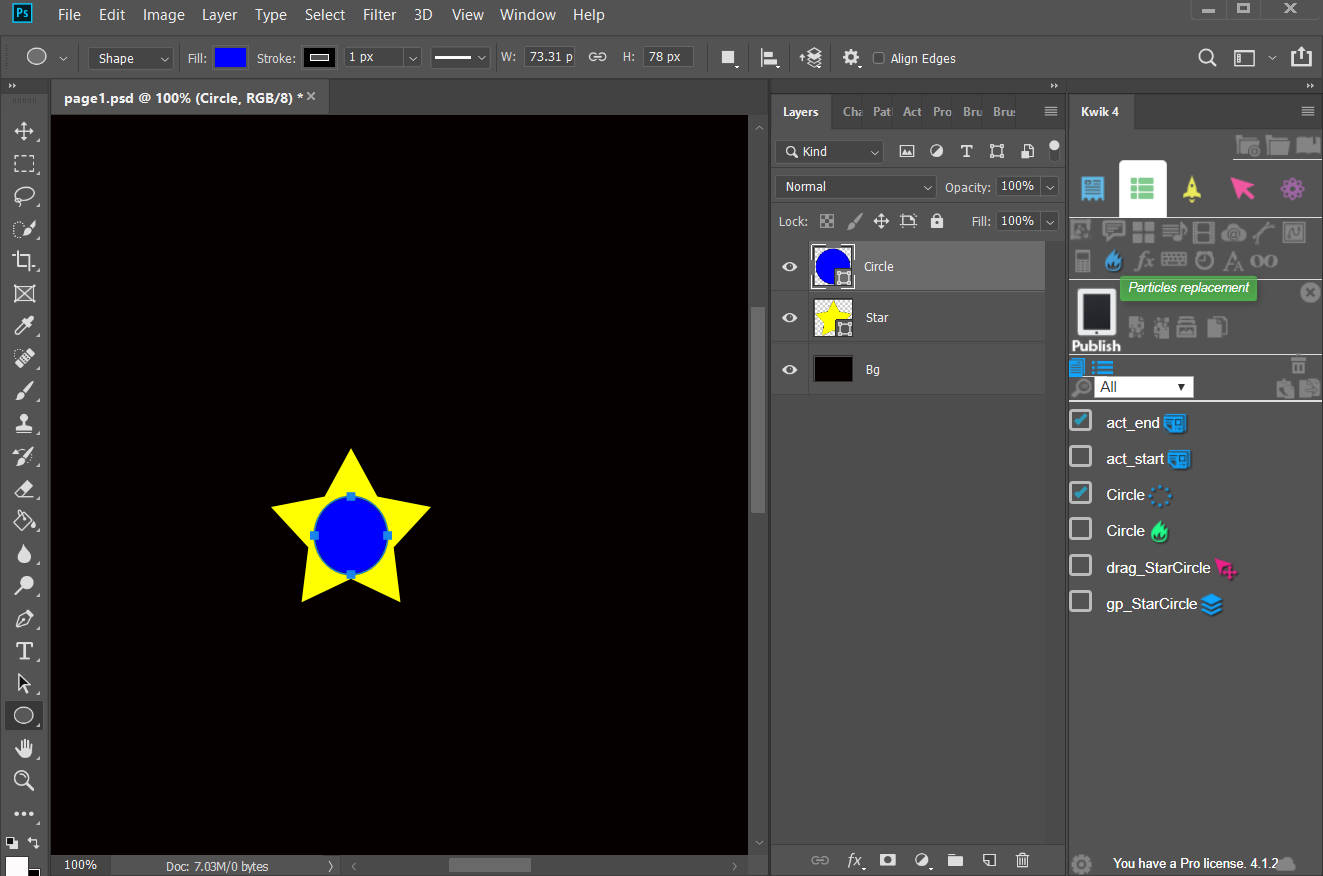 Ps File Edit Image Layer Type Select Filter 3D View Window Help
Shape Fill: Stroke: 1 px W: 73.31 p H: 78 px Align Edges
page1.psd @ 100% (Circle, RGB/8) *
Layers Cha Pat Act Pro Bru Brus
Kwik 4
Kind
Normal Opacity: 100%
Lock: Fill: 100%
Circle
Star
Bg
fx
Particles replacement
Publish
All
act_end
act_start
Circle
Circle
drag_StarCircle
gp_StarCircle
100% Doc: 7.03M/0 bytes
fx
You have a Pro license. 4.1.2